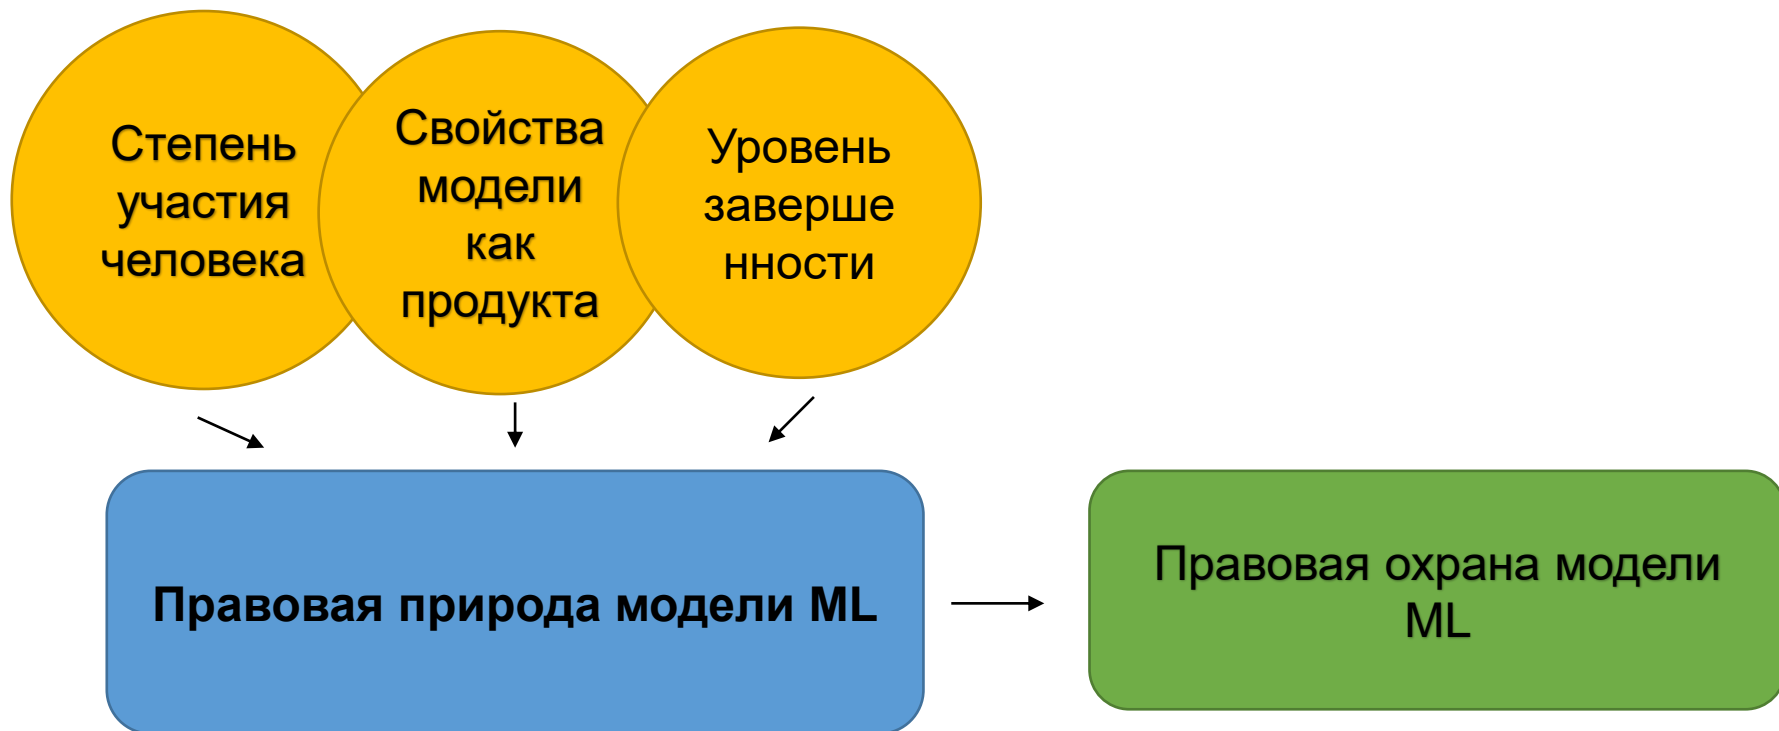 Степень
участия
человека
Свойства
модели
как
продукта
Уровень
заверше
нности
Правовая природа модели ML
Правовая охрана модели
ML